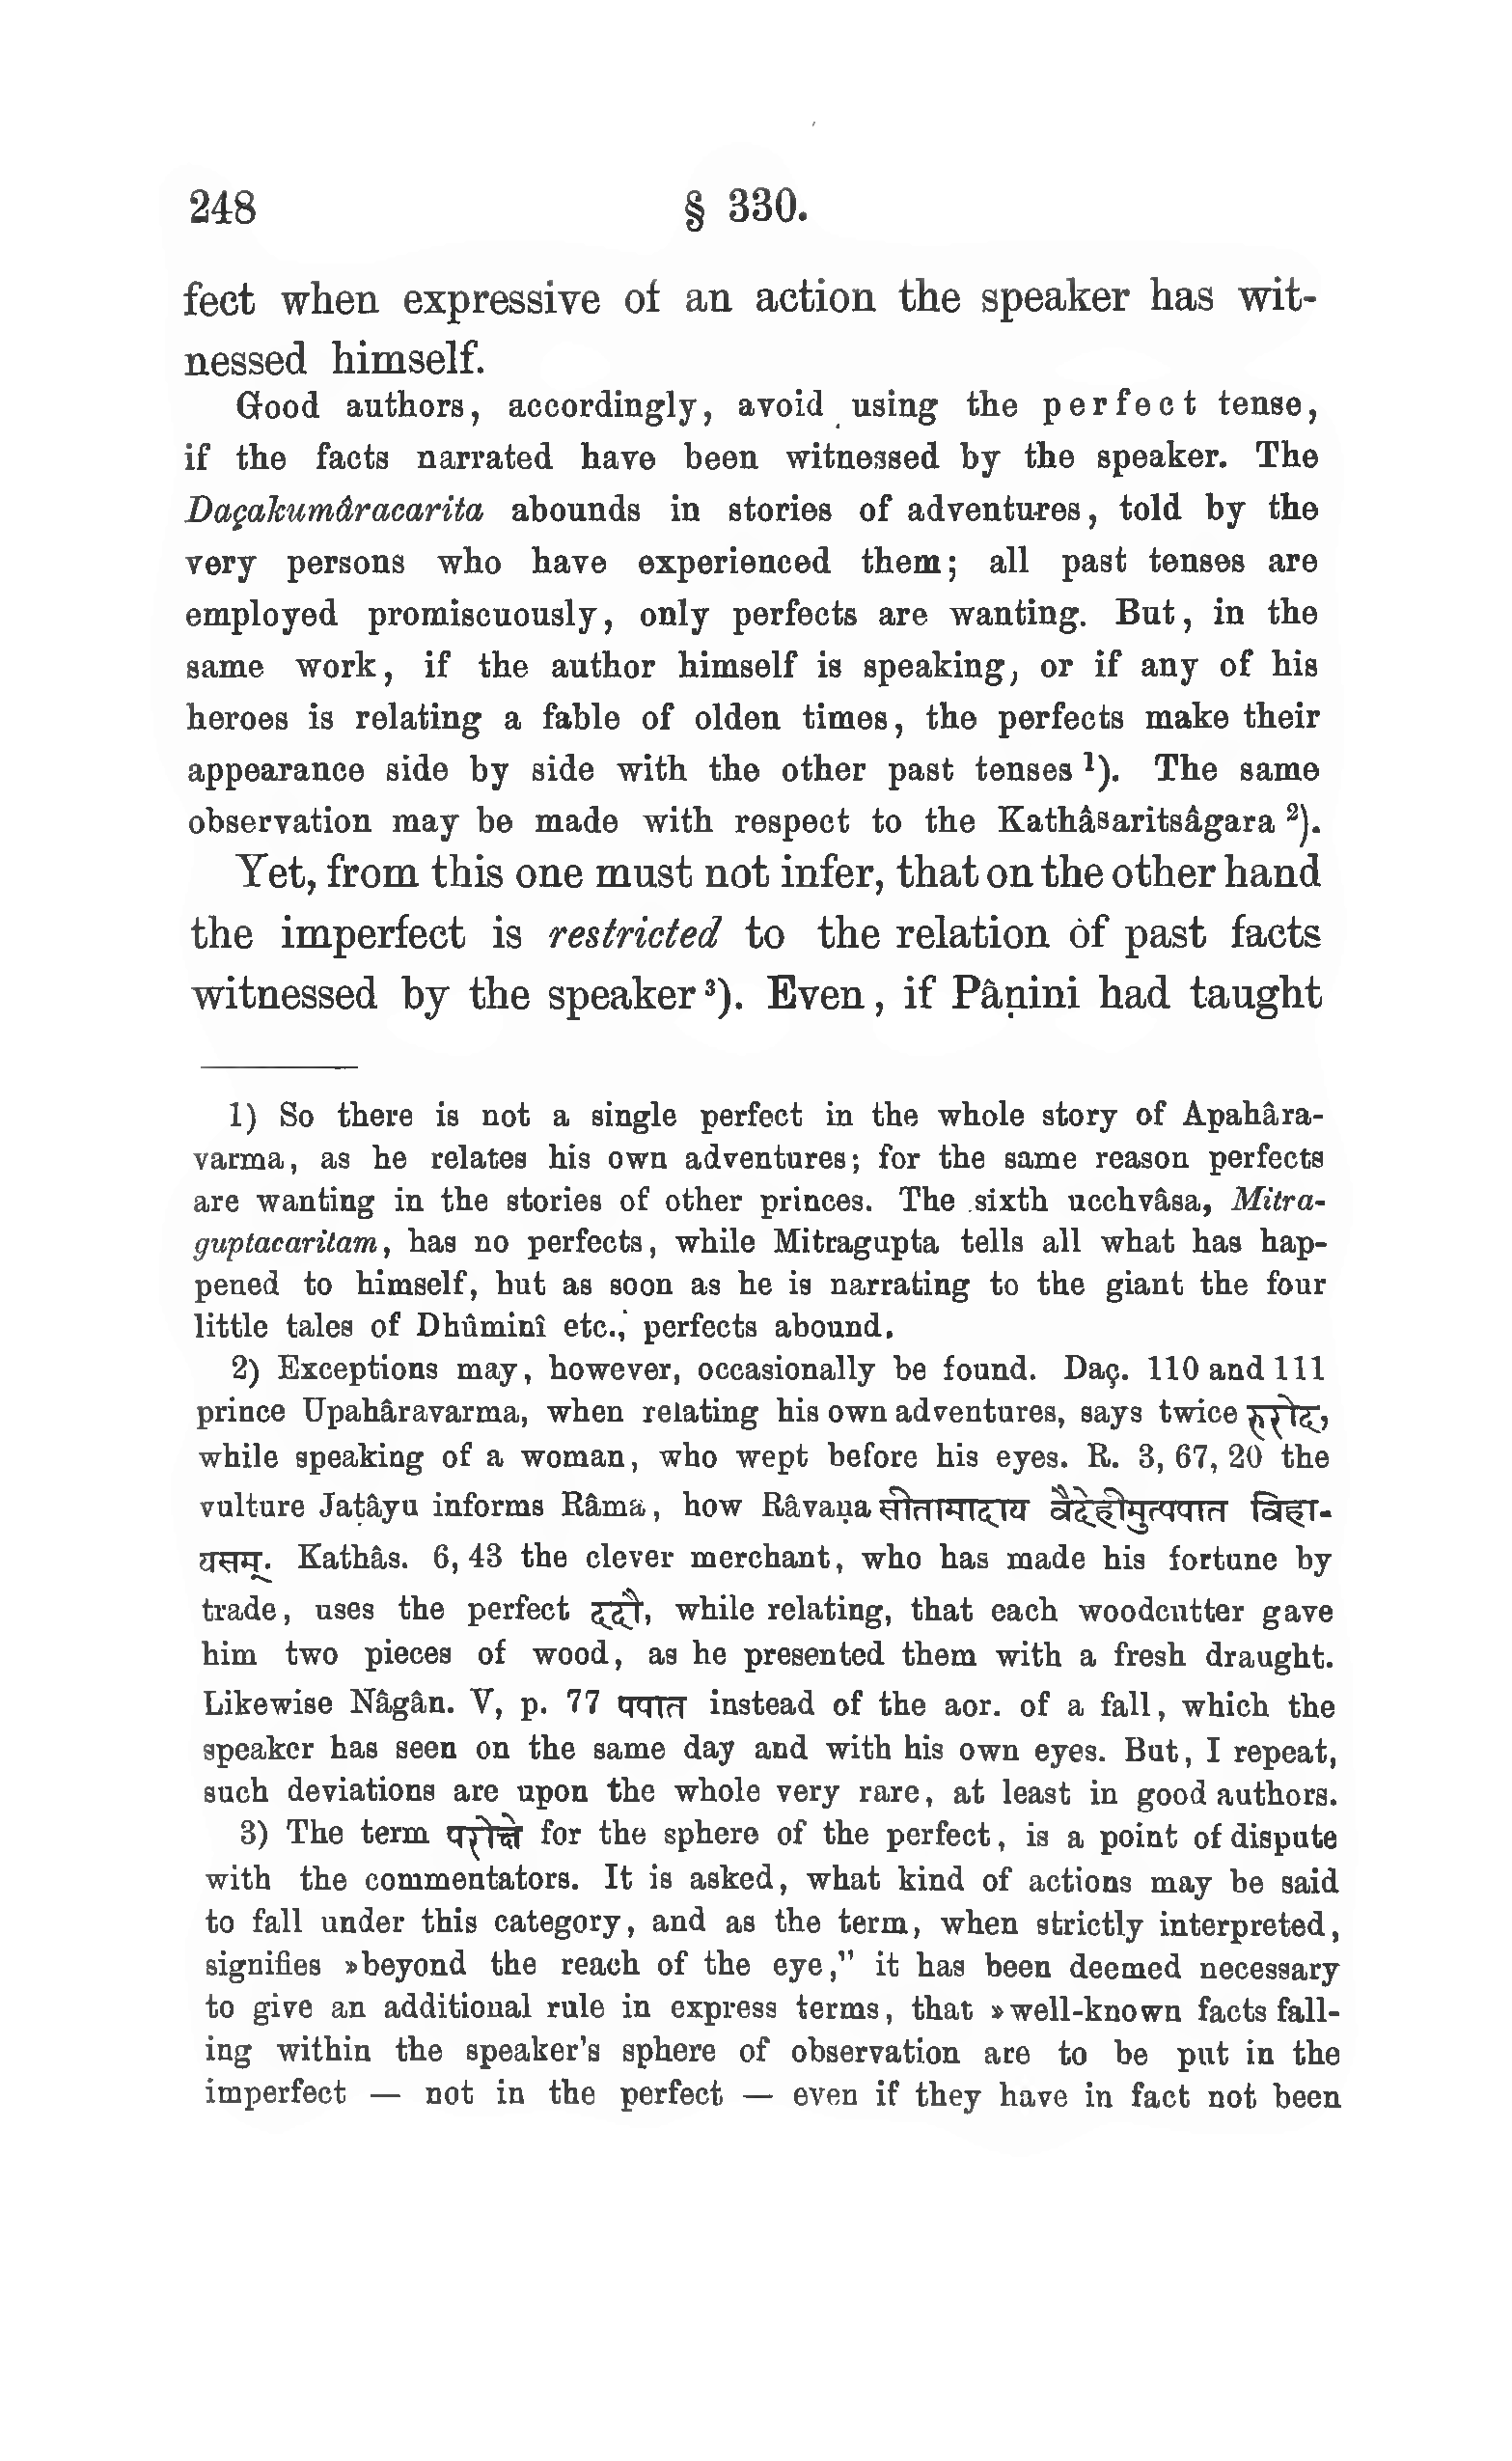 248 § 330.
fect when expressive of an action the speaker has wit-
nessed himself.
Good authors, accordingly, avoid using the perfect tense,
if the facts narrated have been witnessed by the speaker. The
Daçakumâracarita abounds in stories of adventures, told by the
very persons who have experienced them; all past tenses are
employed promiscuously, only perfects are wanting. But, in the
same work, if the author himself is speaking, or if any of his
heroes is relating a fable of olden times, the perfects make their
appearance side by side with the other past tenses ¹). The same
observation may be made with respect to the Kathâsaritsâgara ²).
Yet, from this one must not infer, that on the other hand
the imperfect is restricted to the relation of past facts
witnessed by the speaker ³). Even, if Pâṇini had taught
1) So there is not a single perfect in the whole story of Apahâra-
varma, as he relates his own adventures; for the same reason perfects
are wanting in the stories of other princes. The sixth ucchvâsa, Mitra-
guptacaritam, has no perfects, while Mitragupta tells all what has hap-
pened to himself, but as soon as he is narrating to the giant the four
little tales of Dhûminî etc., perfects abound.
2) Exceptions may, however, occasionally be found. Daç. 110 and 111
prince Upahâravarma, when relating his own adventures, says twice रुरोद,
while speaking of a woman, who wept before his eyes. R. 3, 67, 20 the
vulture Jaṭâyu informs Râma, how Râvaṇa सीतामादाय वैदेहीमुत्पपात विहा-
यसम्. Kathâs. 6, 43 the clever merchant, who has made his fortune by
trade, uses the perfect ददौ, while relating, that each woodcutter gave
him two pieces of wood, as he presented them with a fresh draught.
Likewise Nâgân. V, p. 77 पपात instead of the aor. of a fall, which the
speaker has seen on the same day and with his own eyes. But, I repeat,
such deviations are upon the whole very rare, at least in good authors.
3) The term परोक्षे for the sphere of the perfect, is a point of dispute
with the commentators. It is asked, what kind of actions may be said
to fall under this category, and as the term, when strictly interpreted,
signifies »beyond the reach of the eye,” it has been deemed necessary
to give an additional rule in express terms, that »well-known facts fall-
ing within the speaker's sphere of observation are to be put in the
imperfect — not in the perfect — even if they have in fact not been